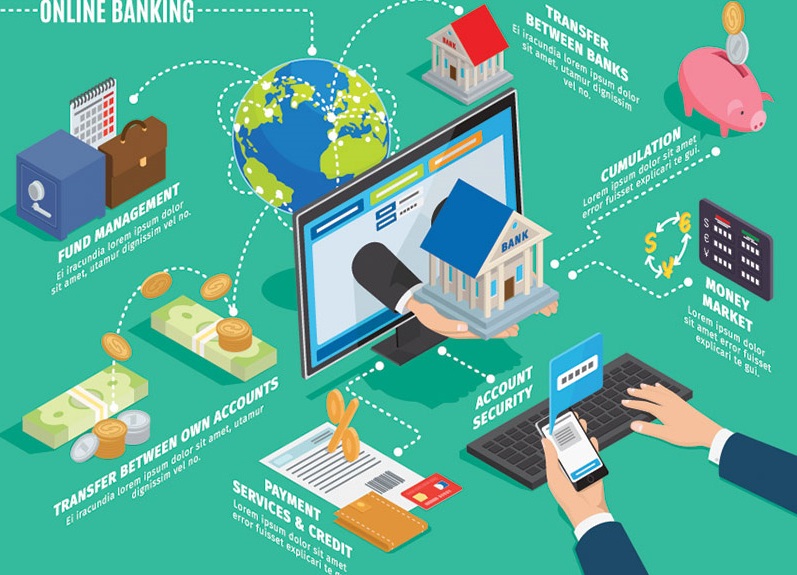 ONLINE BANKING
TRANSFER
BETWEEN BANKS
Ei iracundia lorem ipsum dolor
sit amet, utamur dignissim
vel no.
BANK
CUMULATION
Lorem ipsum dolor sit amet
error fuisset explicari te gui.
FUND MANAGEMENT
Ei iracundia lorem ipsum dolor
sit amet, utamur dignissim vel no.
BANK
$ €
£
¥
MONEY
MARKET
Lorem ipsum dolor
sit amet error fuisset
explicari te gui.
TRANSFER BETWEEN OWN ACCOUNTS
Ei iracundia lorem ipsum dolor sit amet, utamur
dignissim vel no.
ACCOUNT
SECURITY
%
PAYMENT
SERVICES & CREDIT
Lorem ipsum dolor sit amet
error fuisset explicari te g